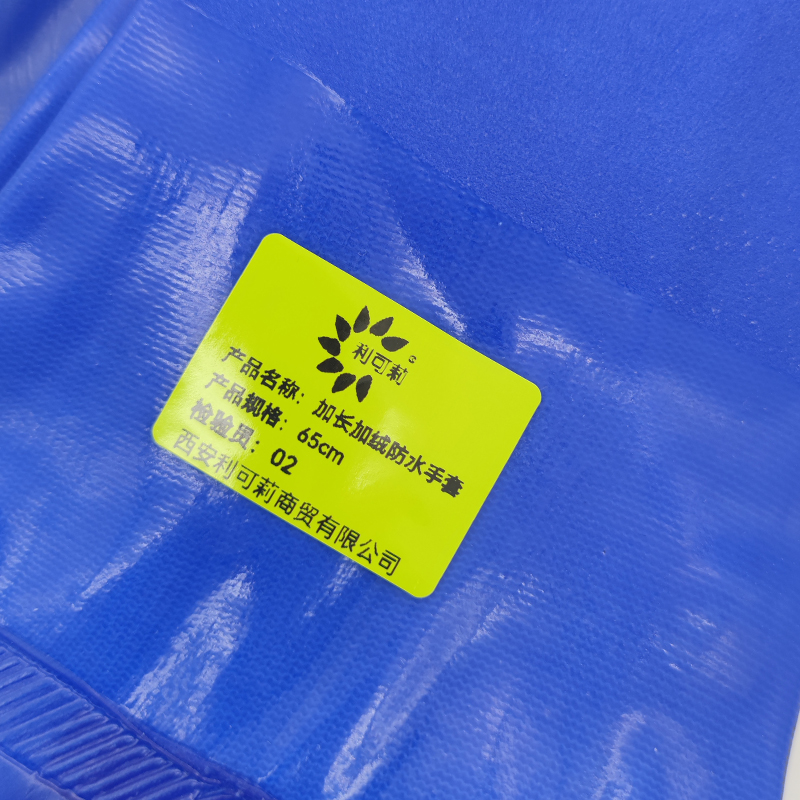 利可莉
产品名称：加长加绒防水手套
产品规格：65cm
检验员：02
西安利可莉商贸有限公司